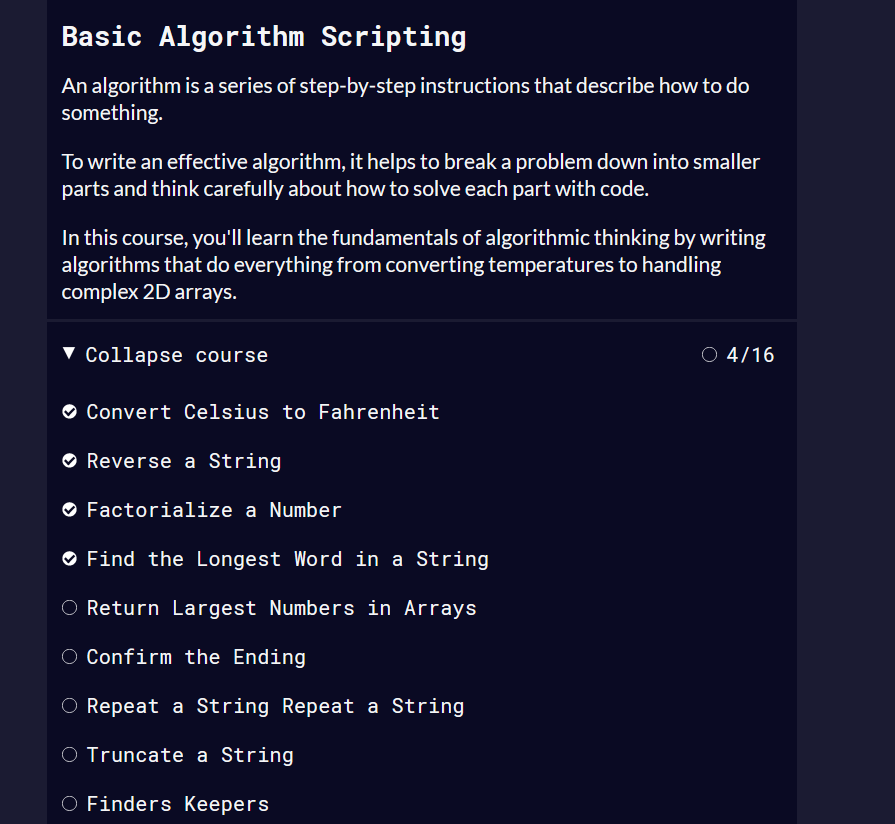 Basic Algorithm Scripting
An algorithm is a series of step-by-step instructions that describe how to do
something.
To write an effective algorithm, it helps to break a problem down into smaller
parts and think carefully about how to solve each part with code.
In this course, you'll learn the fundamentals of algorithmic thinking by writing
algorithms that do everything from converting temperatures to handling
complex 2D arrays.
Collapse course 4/16
Convert Celsius to Fahrenheit
Reverse a String
Factorialize a Number
Find the Longest Word in a String
Return Largest Numbers in Arrays
Confirm the Ending
Repeat a String Repeat a String
Truncate a String
Finders Keepers